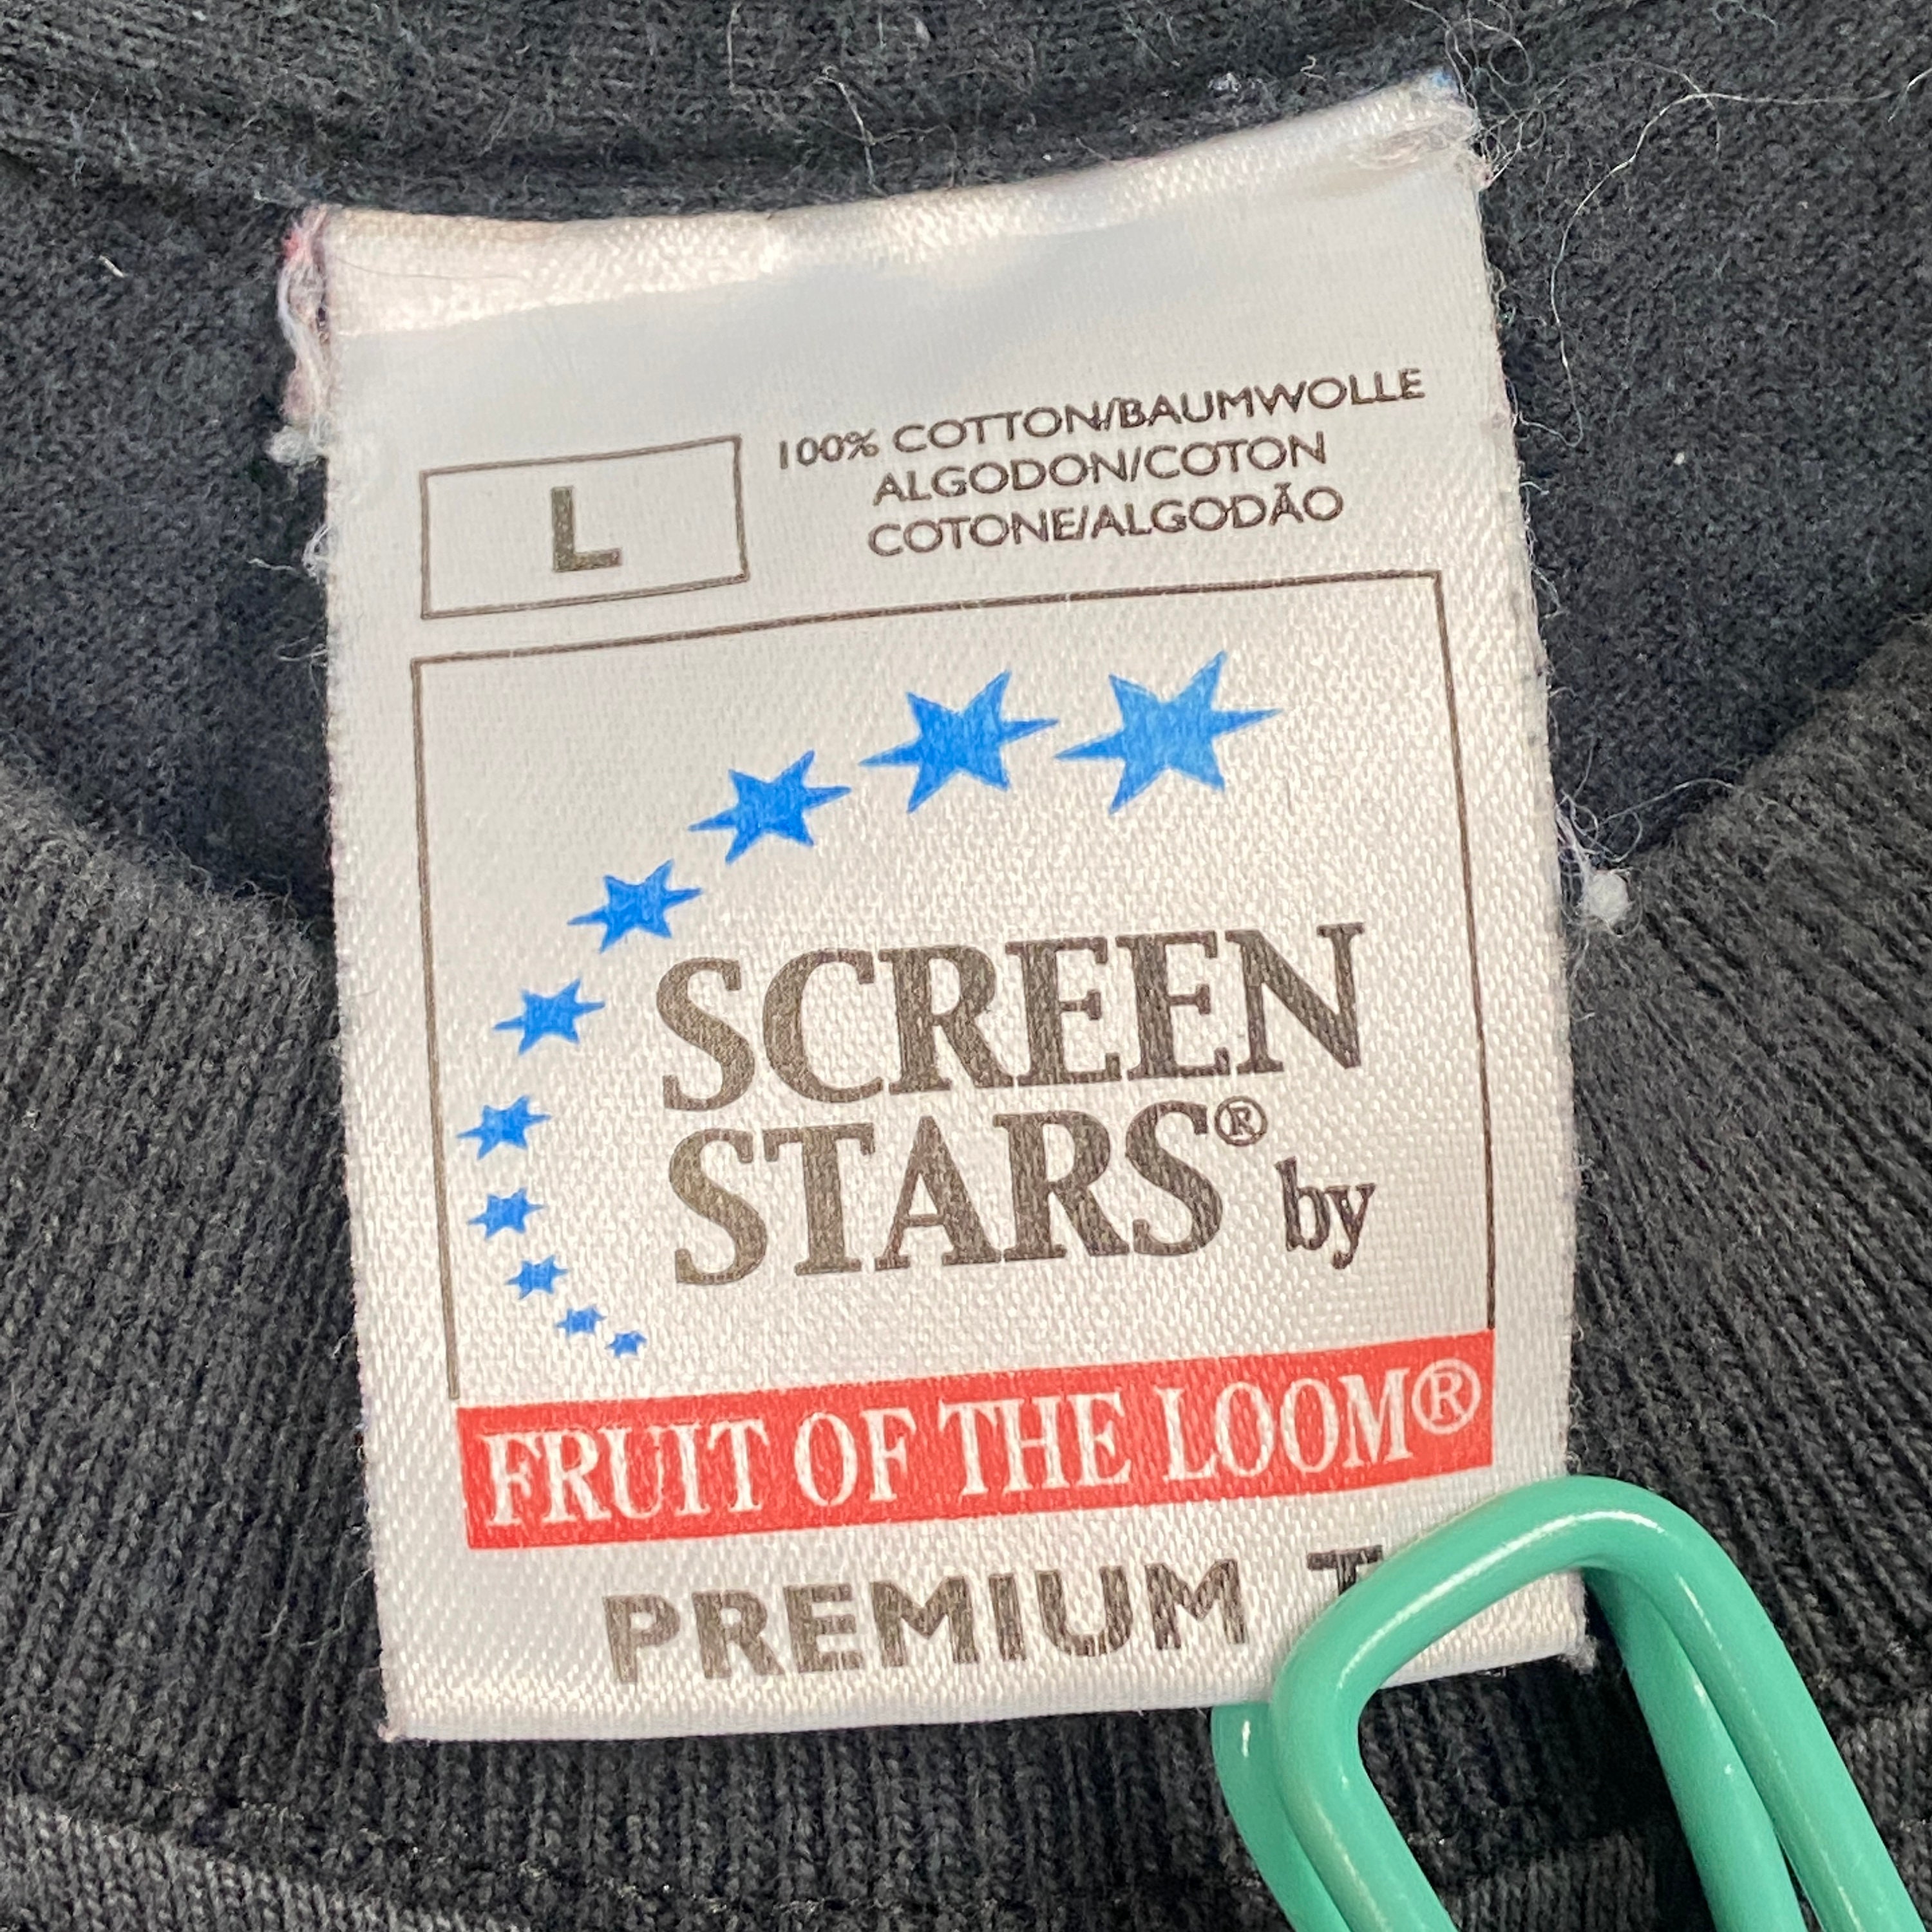 L
100% COTTON/BAUMWOLLE
ALGODON/COTON
COTONE/ALGODÃO
SCREEN
STARS® by
FRUIT OF THE LOOM®
PREMIUM T